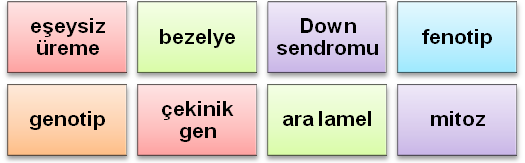 eşeysiz
üreme
bezelye
Down
sendromu
fenotip
genotip
çekinik
gen
ara lamel
mitoz